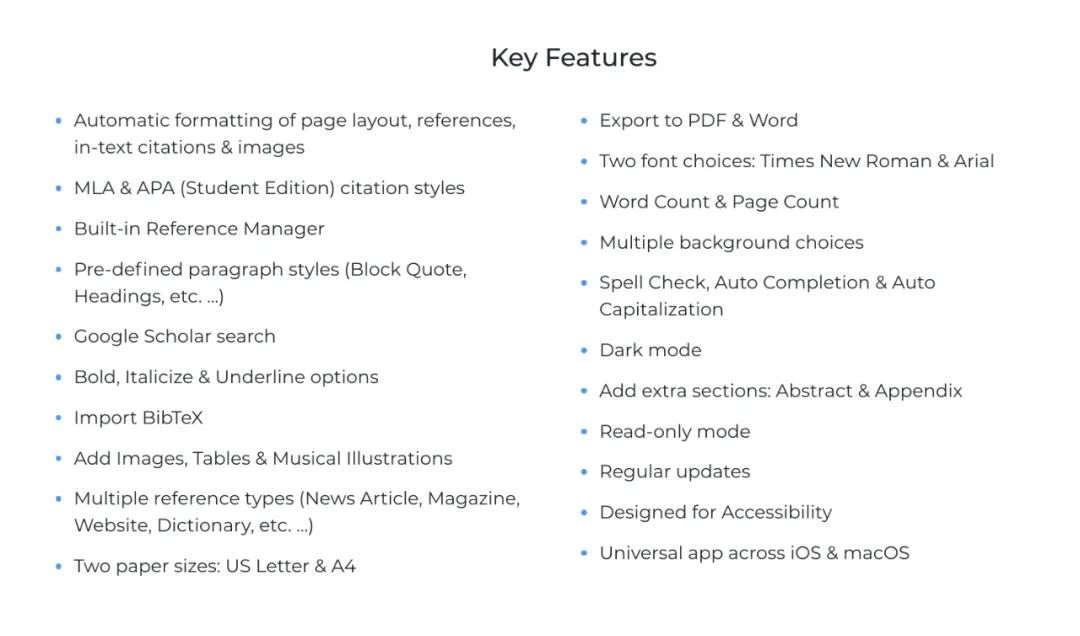 Key Features
• Automatic formatting of page layout, references,
in-text citations & images
• MLA & APA (Student Edition) citation styles
• Built-in Reference Manager
• Pre-defined paragraph styles (Block Quote,
Headings, etc. ...)
• Google Scholar search
• Bold, Italicize & Underline options
• Import BibTeX
• Add Images, Tables & Musical Illustrations
• Multiple reference types (News Article, Magazine,
Website, Dictionary, etc. ...)
• Two paper sizes: US Letter & A4
• Export to PDF & Word
• Two font choices: Times New Roman & Arial
• Word Count & Page Count
• Multiple background choices
• Spell Check, Auto Completion & Auto
Capitalization
• Dark mode
• Add extra sections: Abstract & Appendix
• Read-only mode
• Regular updates
• Designed for Accessibility
• Universal app across iOS & macOS